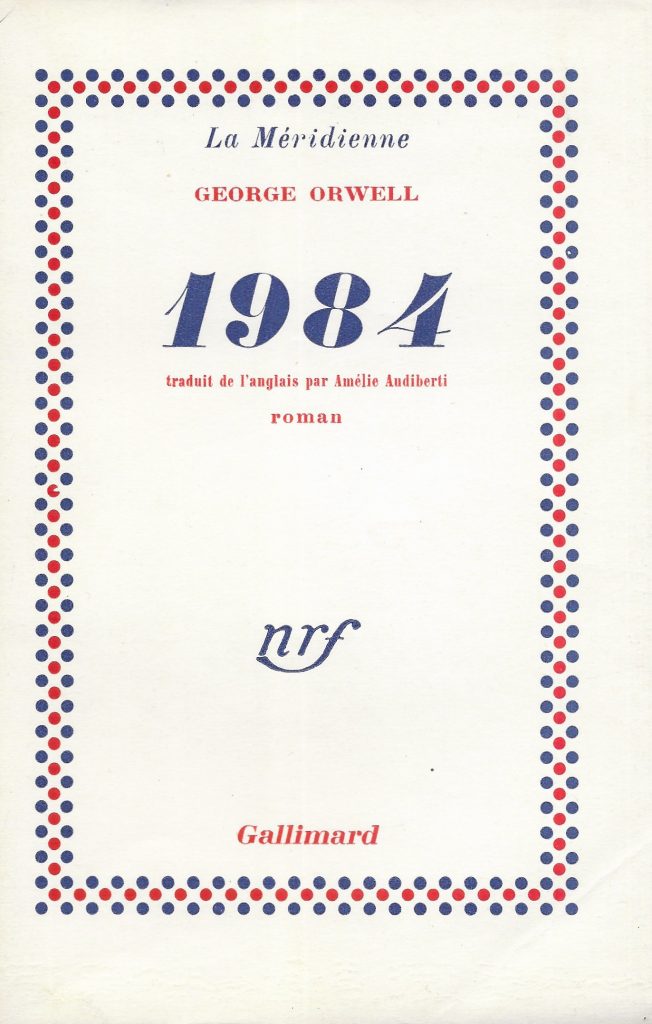 La Méridienne
GEORGE ORWELL
1984
traduit de l'anglais par Amélie Audiberti
roman
nrf
Gallimard